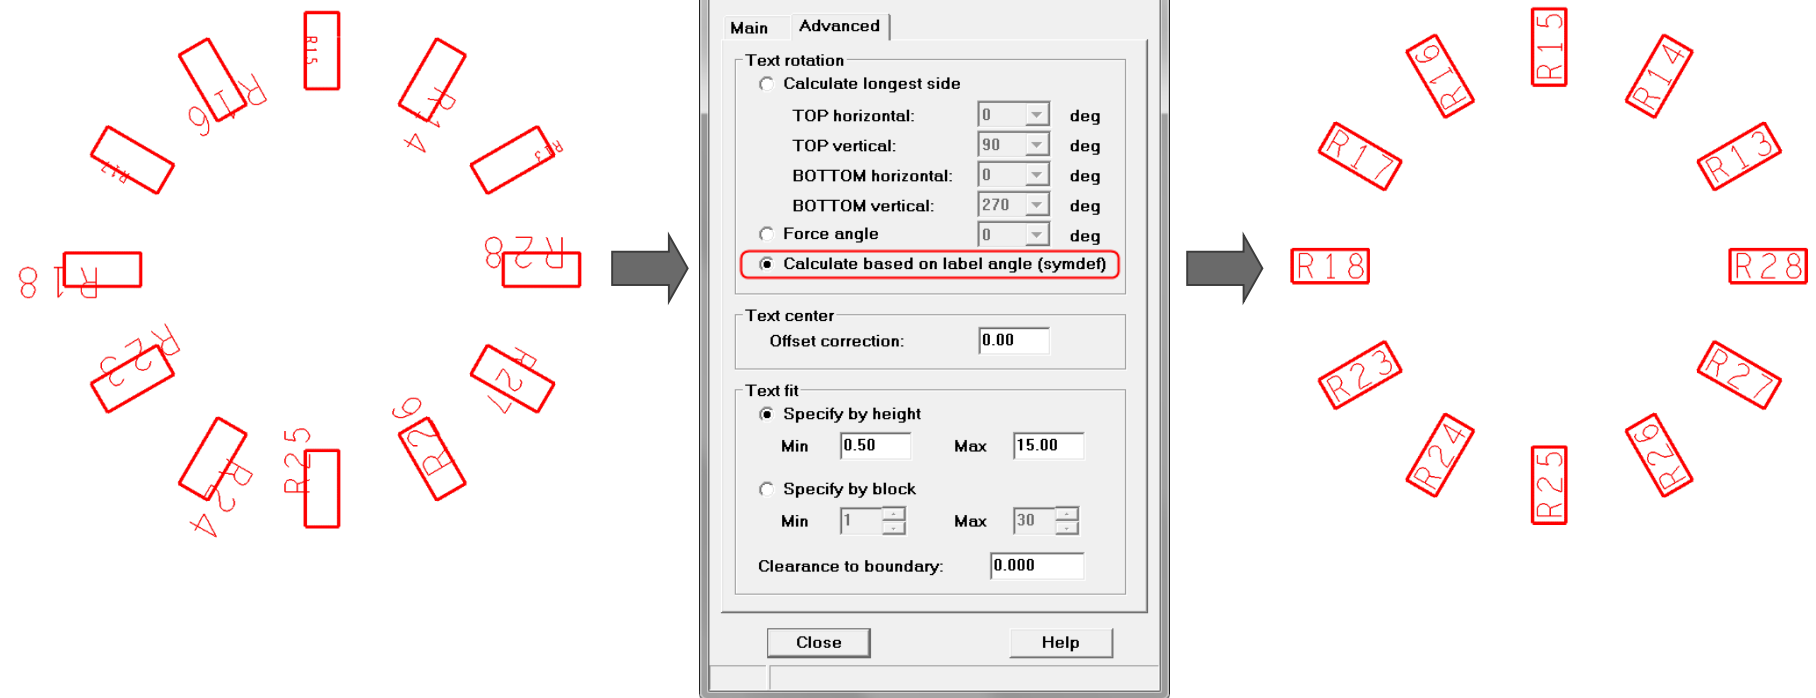 R15
R16
R14
R17
R13
R18
R28
R23
R27
R24
R25
R26
Main
Advanced
Text rotation
Calculate longest side
TOP horizontal: 0 deg
TOP vertical: 90 deg
BOTTOM horizontal: 0 deg
BOTTOM vertical: 270 deg
Force angle 0 deg
Calculate based on label angle (symdef)
Text center
Offset correction: 0.00
Text fit
Specify by height
Min 0.50 Max 15.00
Specify by block
Min 1 Max 30
Clearance to boundary: 0.000
Close
Help
R15
R16
R14
R17
R13
R18
R28
R23
R27
R24
R25
R26